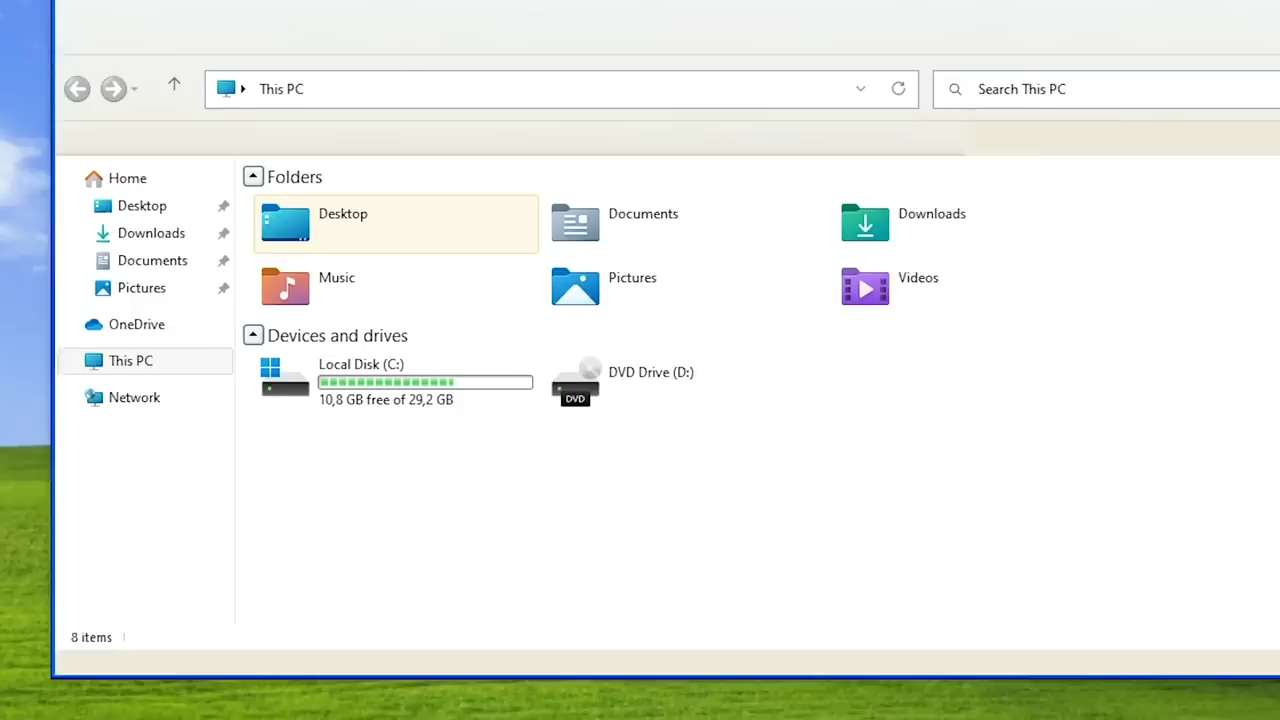 This PC
Search This PC
Home
Desktop
Downloads
Documents
Pictures
OneDrive
This PC
Network
Folders
Desktop
Documents
Downloads
Music
Pictures
Videos
Devices and drives
Local Disk (C:)
10,8 GB free of 29,2 GB
DVD Drive (D:)
DVD
8 items